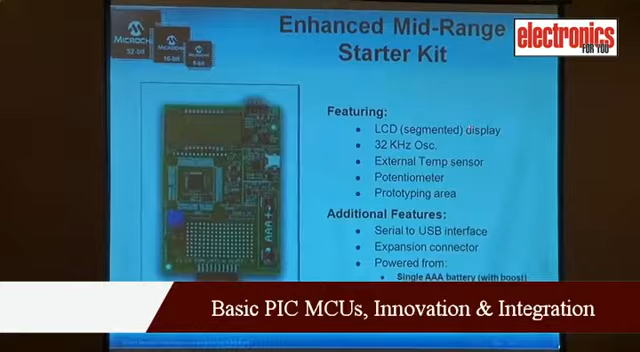 Enhanced Mid-Range
Starter Kit
MICROCHIP
32-bit
16-bit
8-bit
electronics
FOR YOU
Featuring:
LCD (segmented) display
32 KHz Osc.
External Temp sensor
Potentiometer
Prototyping area
Additional Features:
Serial to USB interface
Expansion connector
Powered from:
Single AAA battery (with boost)
AAA
Basic PIC MCUs, Innovation & Integration